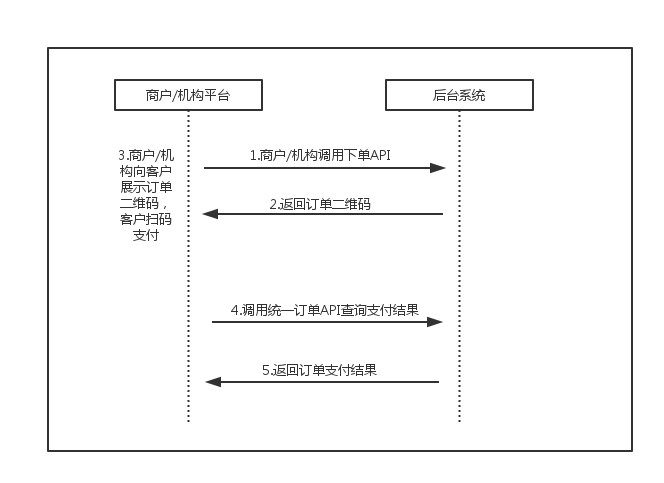 商户/机构平台
后台系统
1.商户/机构调用下单API
3.商户/机
构向客户
展示订单
二维码，
客户扫码
支付
2.返回订单二维码
4.调用统一订单API查询支付结果
5.返回订单支付结果